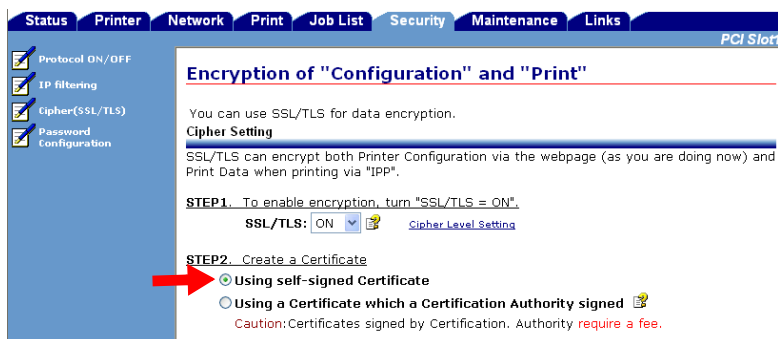 Status Printer Network Print Job List Security Maintenance Links
PCI Slot1
Protocol ON/OFF
IP filtering
Cipher(SSL/TLS)
Password
Configuration
Encryption of "Configuration" and "Print"
You can use SSL/TLS for data encryption.
Cipher Setting
SSL/TLS can encrypt both Printer Configuration via the webpage (as you are doing now) and
Print Data when printing via "IPP".
STEP1. To enable encryption, turn "SSL/TLS = ON".
SSL/TLS: ON Cipher Level Setting
STEP2. Create a Certificate
Using self-signed Certificate
Using a Certificate which a Certification Authority signed
Caution:Certificates signed by Certification. Authority require a fee.